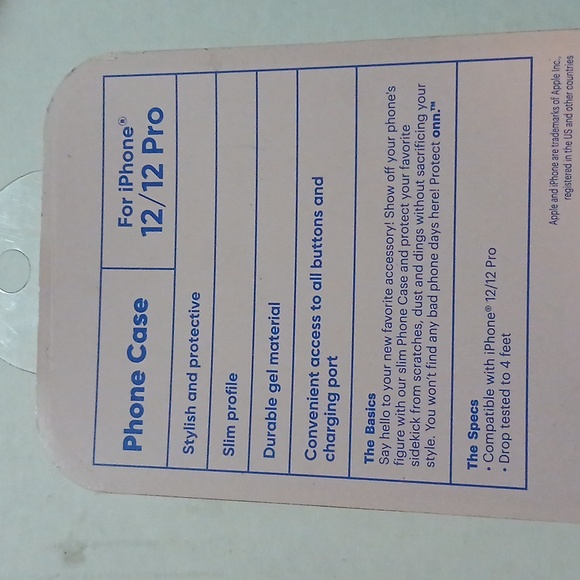 Phone Case
For iPhone®
12/12 Pro
Stylish and protective
Slim profile
Durable gel material
Convenient access to all buttons and
charging port
The Basics
Say hello to your new favorite accessory! Show off your phone's
figure with our slim Phone Case and protect your favorite
sidekick from scratches, dust and dings without sacrificing your
style. You won't find any bad phone days here! Protect onn.™
The Specs
• Compatible with iPhone® 12/12 Pro
• Drop tested to 4 feet
Apple and iPhone are trademarks of Apple Inc.,
registered in the US and other countries